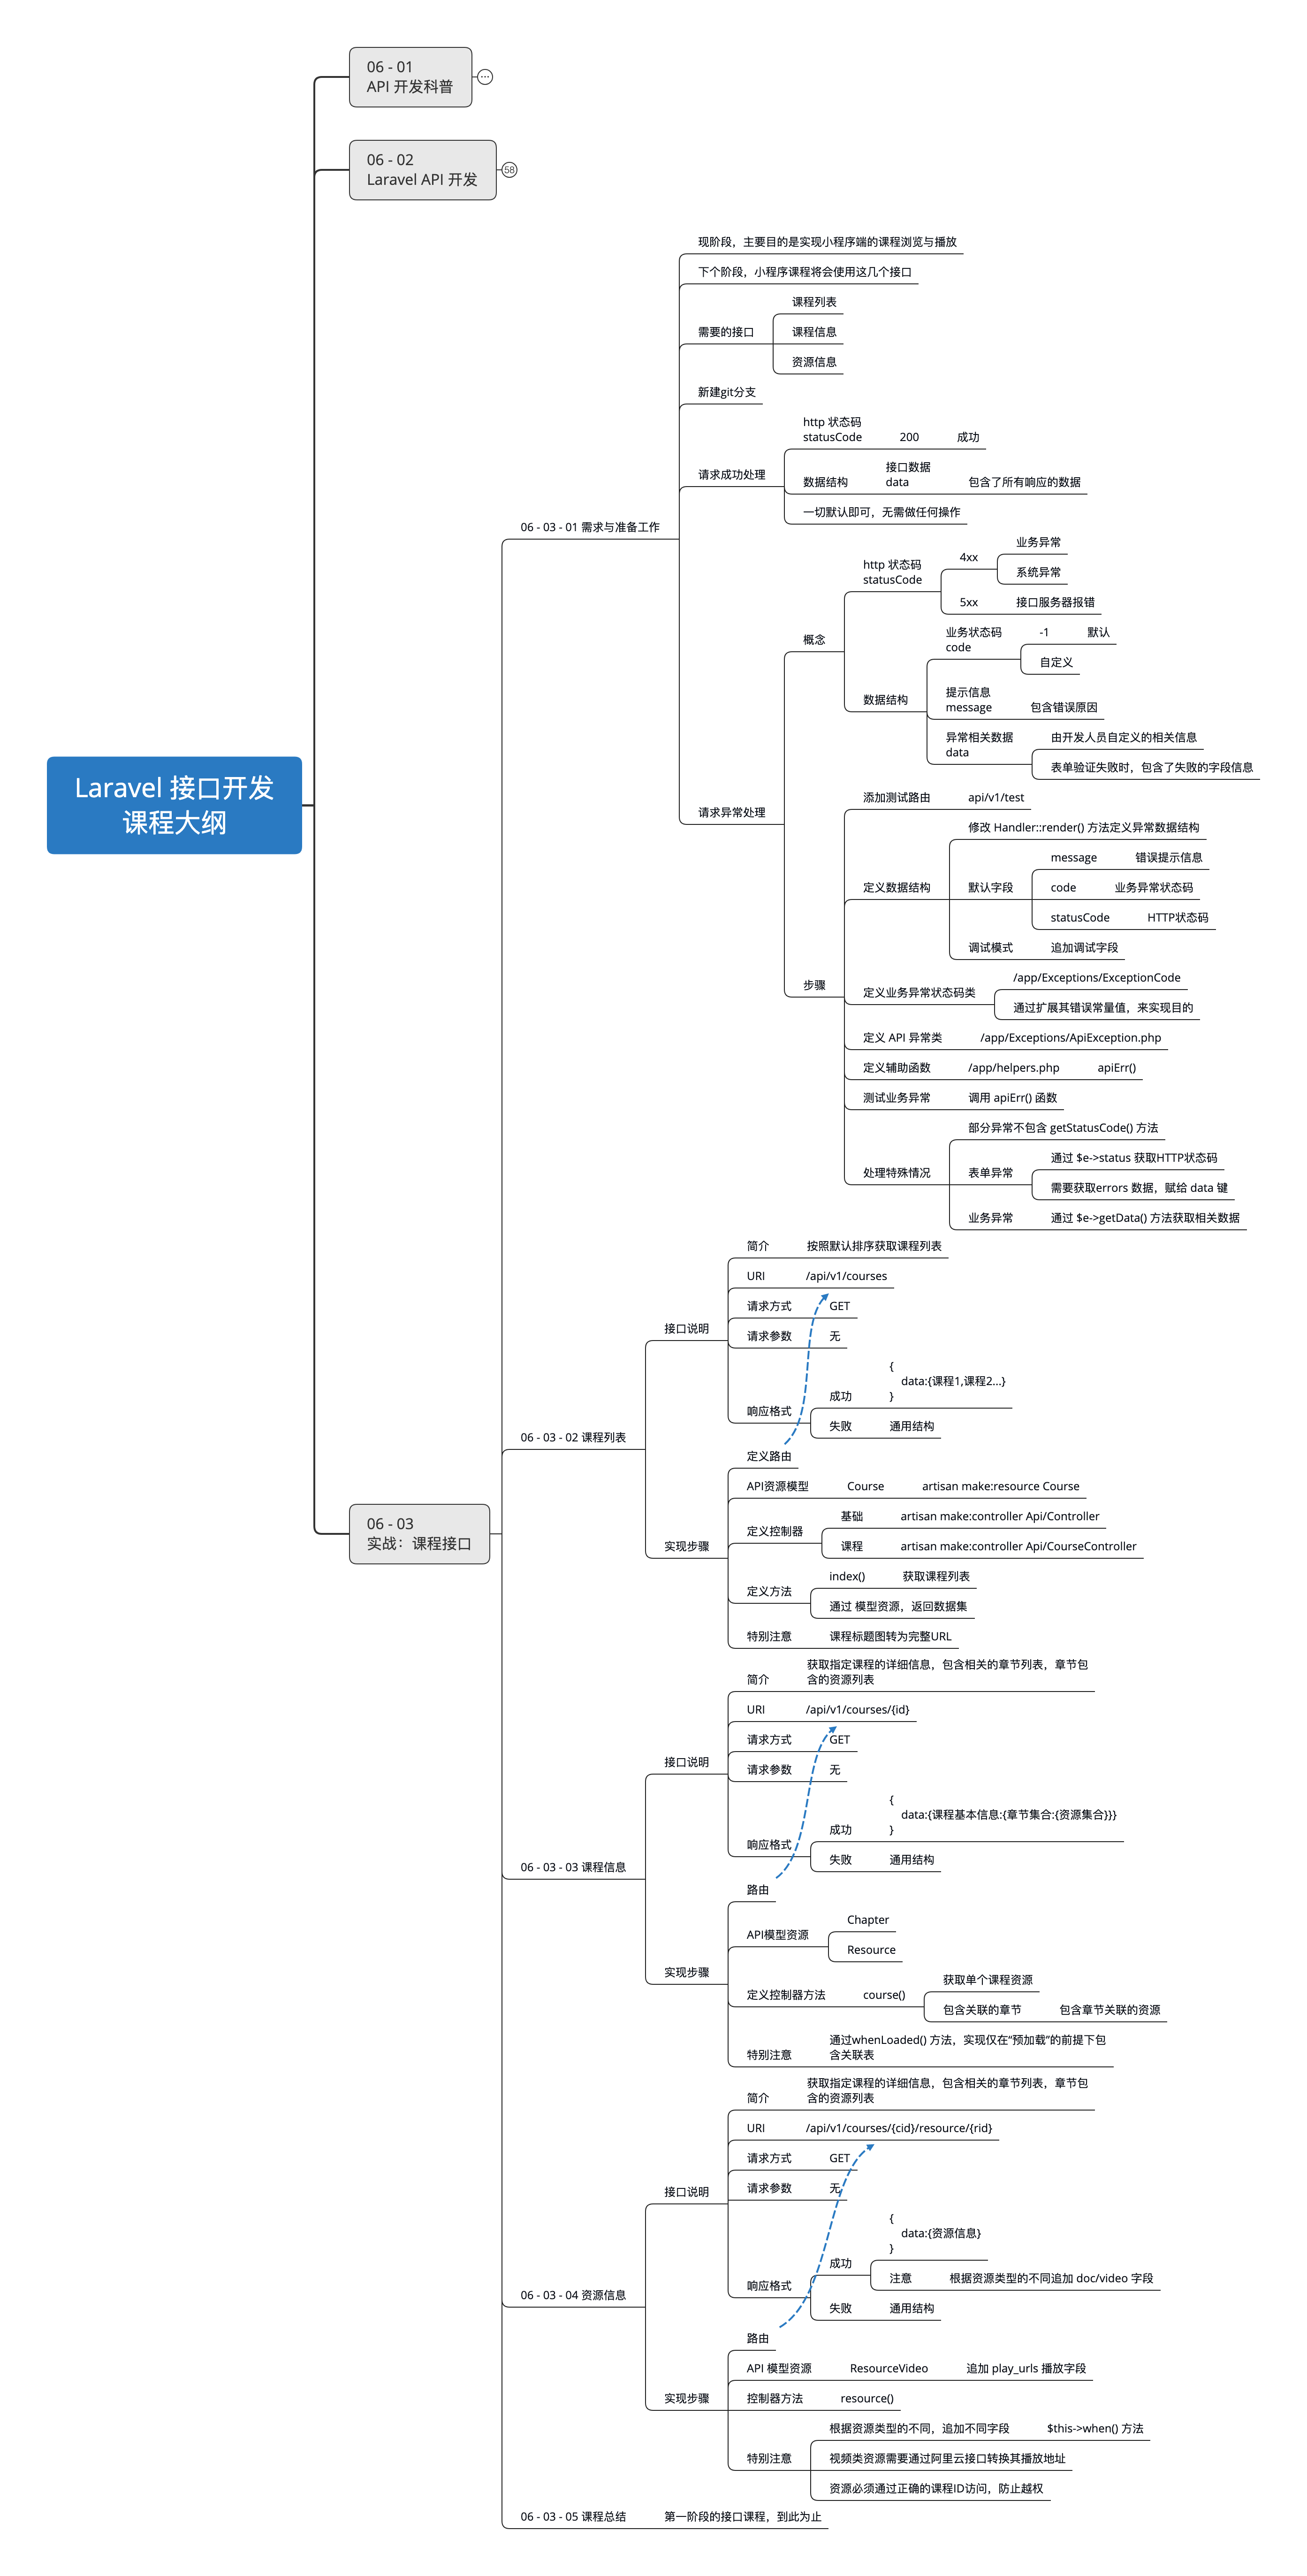 06 - 01
API 开发科普
06 - 02
Laravel API 开发
58
Laravel 接口开发
课程大纲
06 - 03
实战：课程接口
06 - 03 - 01 需求与准备工作
现阶段，主要目的是实现小程序端的课程浏览与播放
下个阶段，小程序课程将会使用这几个接口
需要的接口
课程列表
课程信息
资源信息
新建git分支
请求成功处理
http 状态码
statusCode
200
成功
数据结构
接口数据
data
包含了所有响应的数据
一切默认即可，无需做任何操作
请求异常处理
概念
http 状态码
statusCode
4xx
业务异常
系统异常
5xx
接口服务器报错
数据结构
业务状态码
code
-1
默认
自定义
提示信息
message
包含错误原因
异常相关数据
data
由开发人员自定义的相关信息
表单验证失败时，包含了失败的字段信息
步骤
添加测试路由
api/v1/test
定义数据结构
修改 Handler::render() 方法定义异常数据结构
默认字段
message
错误提示信息
code
业务异常状态码
statusCode
HTTP状态码
调试模式
追加调试字段
定义业务异常状态码类
/app/Exceptions/ExceptionCode
通过扩展其错误常量值，来实现目的
定义 API 异常类
/app/Exceptions/ApiException.php
定义辅助函数
/app/helpers.php
apiErr()
测试业务异常
调用 apiErr() 函数
处理特殊情况
部分异常不包含 getStatusCode() 方法
表单异常
通过 $e->status 获取HTTP状态码
需要获取errors 数据，赋给 data 键
业务异常
通过 $e->getData() 方法获取相关数据
06 - 03 - 02 课程列表
接口说明
简介
按照默认排序获取课程列表
URI
/api/v1/courses
请求方式
GET
请求参数
无
响应格式
成功
{
data:{课程1,课程2...}
}
失败
通用结构
实现步骤
定义路由
API资源模型
Course
artisan make:resource Course
定义控制器
基础
artisan make:controller Api/Controller
课程
artisan make:controller Api/CourseController
定义方法
index()
获取课程列表
通过 模型资源，返回数据集
特别注意
课程标题图转为完整URL
06 - 03 - 03 课程信息
接口说明
简介
获取指定课程的详细信息，包含相关的章节列表，章节包
含的资源列表
URI
/api/v1/courses/{id}
请求方式
GET
请求参数
无
响应格式
成功
{
data:{课程基本信息:{章节集合:{资源集合}}}
}
失败
通用结构
实现步骤
路由
API模型资源
Chapter
Resource
定义控制器方法
course()
获取单个课程资源
包含关联的章节
包含章节关联的资源
特别注意
通过whenLoaded() 方法，实现仅在“预加载”的前提下包
含关联表
06 - 03 - 04 资源信息
接口说明
简介
获取指定课程的详细信息，包含相关的章节列表，章节包
含的资源列表
URI
/api/v1/courses/{cid}/resource/{rid}
请求方式
GET
请求参数
无
响应格式
成功
{
data:{资源信息}
}
注意
根据资源类型的不同追加 doc/video 字段
失败
通用结构
实现步骤
路由
API 模型资源
ResourceVideo
追加 play_urls 播放字段
控制器方法
resource()
特别注意
根据资源类型的不同，追加不同字段
$this->when() 方法
视频类资源需要通过阿里云接口转换其播放地址
资源必须通过正确的课程ID访问，防止越权
06 - 03 - 05 课程总结
第一阶段的接口课程，到此为止